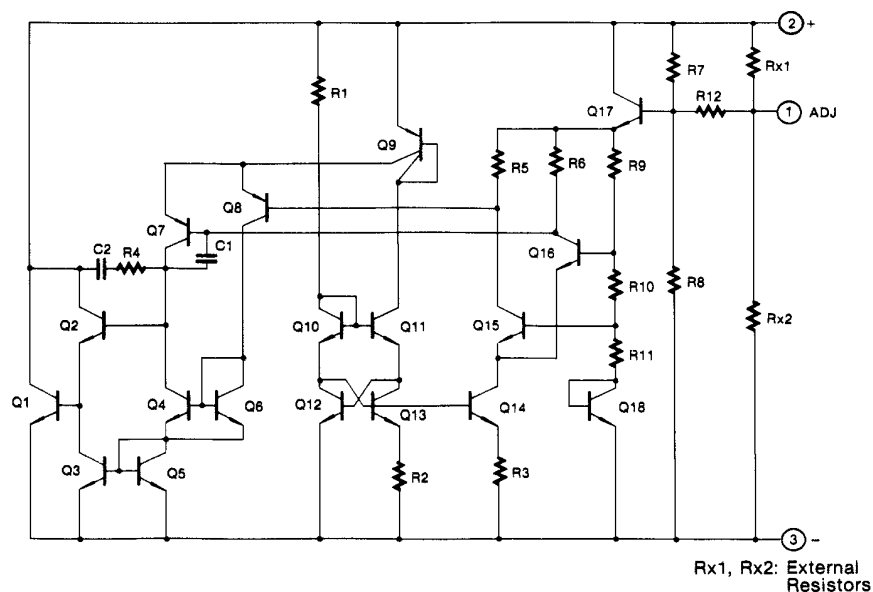 2 +
R7
Rx1
R1
R12
1 ADJ
Q17
Q9
R5
R6
R9
Q8
Q7
C1
C2
R4
Q16
R10
R8
Q2
Q10
Q11
Q15
Rx2
R11
Q1
Q4
Q6
Q12
Q13
Q14
Q18
Q3
Q5
R2
R3
3 -
Rx1, Rx2: External
Resistors